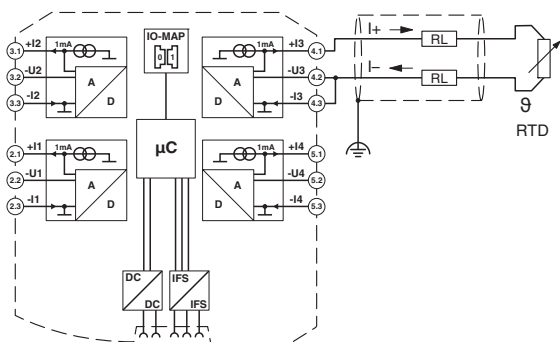 IO-MAP
0 1
3.1 +I2 1mA
3.2 -U2
3.3 -I2
A
D
1mA +I3 4.1
-U3 4.2
-I3 4.3
A
D
I+ RL
I- RL
ϑ
RTD
µC
2.1 +I1 1mA
2.2 -U1
2.3 -I1
A
D
1mA +I4 5.1
-U4 5.2
-I4 5.3
A
D
DC
DC
IFS
IFS